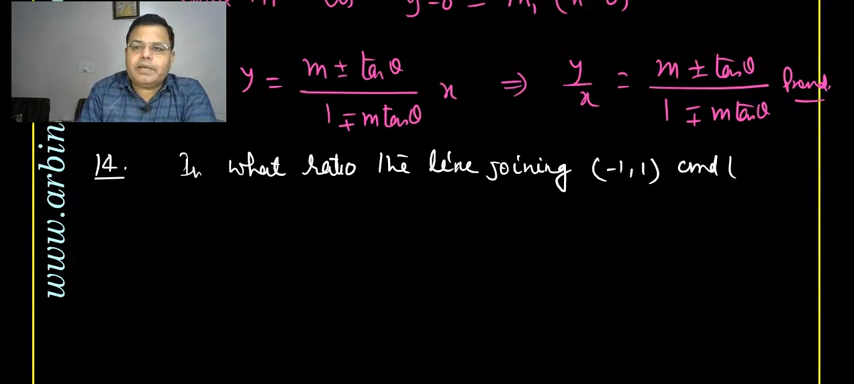 y = (m ± tanθ)/(1 ∓ m tanθ) x ⇒ y/x = (m ± tanθ)/(1 ∓ m tanθ) Proved.
14. In what ratio the line joining (-1, 1) and (
www.arbin